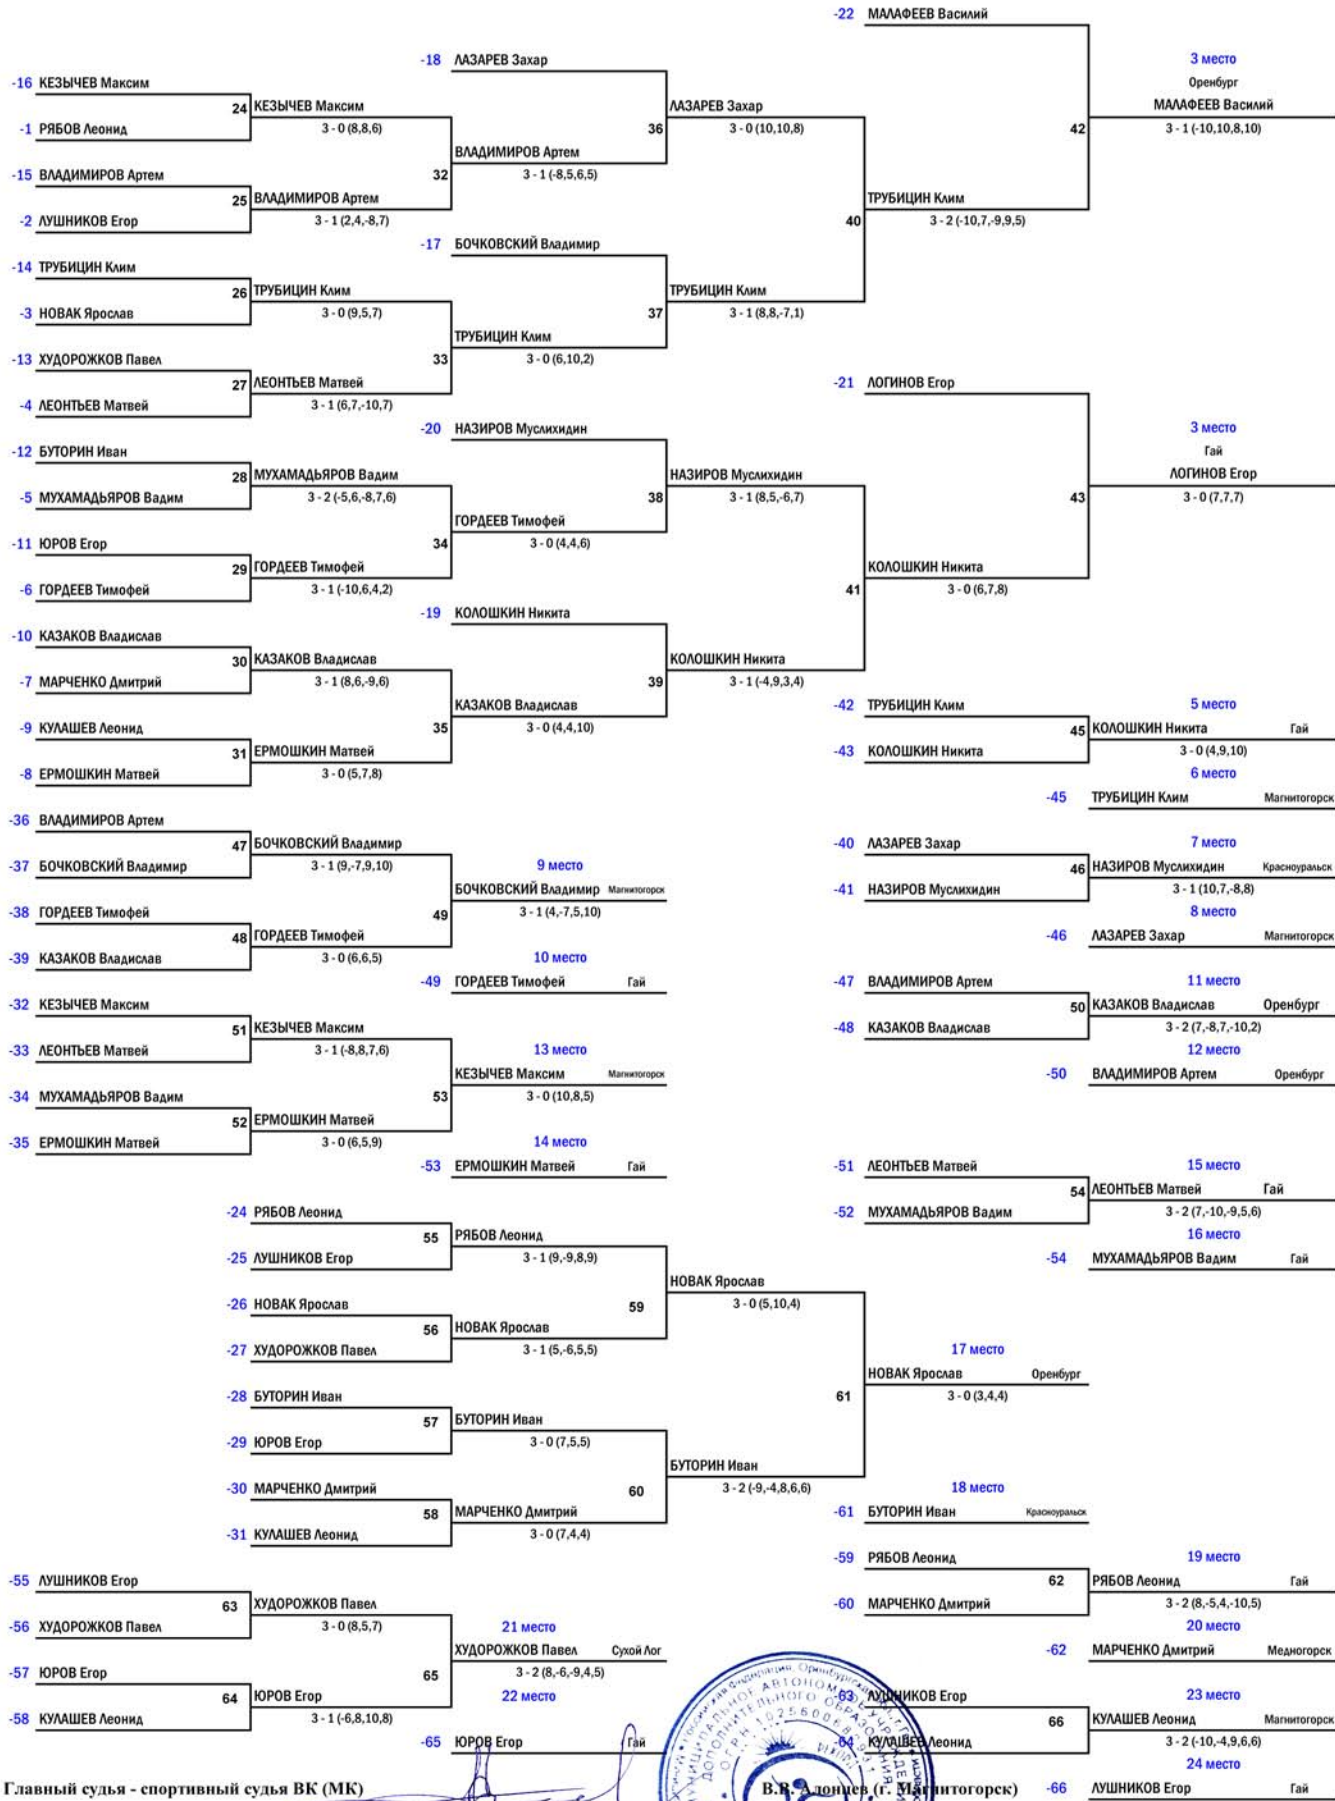 -22 МАЛАФЕЕВ Василий
-18 ЛАЗАРЕВ Захар
3 место
-16 КЕЗЫЧЕВ Максим
Оренбург
24 КЕЗЫЧЕВ Максим
ЛАЗАРЕВ Захар
МАЛАФЕЕВ Василий
-1 РЯБОВ Леонид
3 - 0 (8,8,6)
36
3 - 0 (10,10,8)
42
3 - 1 (-10,10,8,10)
ВЛАДИМИРОВ Артем
-15 ВЛАДИМИРОВ Артем
32
3 - 1 (-8,5,6,5)
25 ВЛАДИМИРОВ Артем
ТРУБИЦИН Клим
-2 ЛУШНИКОВ Егор
3 - 1 (2,4,-8,7)
40
3 - 2 (-10,7,-9,9,5)
-17 БОЧКОВСКИЙ Владимир
-14 ТРУБИЦИН Клим
26 ТРУБИЦИН Клим
ТРУБИЦИН Клим
-3 НОВАК Ярослав
3 - 0 (9,5,7)
37
3 - 1 (8,8,-7,1)
ТРУБИЦИН Клим
-13 ХУДОРОЖКОВ Павел
33
3 - 0 (6,10,2)
27 ЛЕОНТЬЕВ Матвей
-21 ЛОГИНОВ Егор
-4 ЛЕОНТЬЕВ Матвей
3 - 1 (6,7,-10,7)
-20 НАЗИРОВ Муслихидин
3 место
-12 БУТОРИН Иван
Гай
28 МУХАМАДЬЯРОВ Вадим
НАЗИРОВ Муслихидин
ЛОГИНОВ Егор
-5 МУХАМАДЬЯРОВ Вадим
3 - 2 (-5,6,-8,7,6)
38
3 - 1 (8,5,-6,7)
43
3 - 0 (7,7,7)
ГОРДЕЕВ Тимофей
-11 ЮРОВ Егор
34
3 - 0 (4,4,6)
29 ГОРДЕЕВ Тимофей
КОЛОШКИН Никита
-6 ГОРДЕЕВ Тимофей
3 - 1 (-10,6,4,2)
41
3 - 0 (6,7,8)
-19 КОЛОШКИН Никита
-10 КАЗАКОВ Владислав
30 КАЗАКОВ Владислав
КОЛОШКИН Никита
-7 МАРЧЕНКО Дмитрий
3 - 1 (8,6,-9,6)
39
3 - 1 (-4,9,3,4)
КАЗАКОВ Владислав
-42 ТРУБИЦИН Клим
5 место
-9 КУЛАШЕВ Леонид
35
3 - 0 (4,4,10)
45 КОЛОШКИН Никита Гай
31 ЕРМОШКИН Матвей
-43 КОЛОШКИН Никита
3 - 0 (4,9,10)
-8 ЕРМОШКИН Матвей
3 - 0 (5,7,8)
6 место
-45 ТРУБИЦИН Клим Магнитогорск
-36 ВЛАДИМИРОВ Артем
47 БОЧКОВСКИЙ Владимир
-40 ЛАЗАРЕВ Захар
7 место
-37 БОЧКОВСКИЙ Владимир
3 - 1 (9,-7,9,10)
9 место
46 НАЗИРОВ Муслихидин Красноуральск
БОЧКОВСКИЙ Владимир Магнитогорск
-41 НАЗИРОВ Муслихидин
3 - 1 (10,7,-8,8)
-38 ГОРДЕЕВ Тимофей
49
3 - 1 (4,-7,5,10)
8 место
48 ГОРДЕЕВ Тимофей
-46 ЛАЗАРЕВ Захар Магнитогорск
-39 КАЗАКОВ Владислав
3 - 0 (6,6,5)
10 место
-49 ГОРДЕЕВ Тимофей Гай
-47 ВЛАДИМИРОВ Артем
11 место
-32 КЕЗЫЧЕВ Максим
50 КАЗАКОВ Владислав Оренбург
51 КЕЗЫЧЕВ Максим
-48 КАЗАКОВ Владислав
3 - 2 (7,-8,7,-10,2)
-33 ЛЕОНТЬЕВ Матвей
3 - 1 (-8,8,7,6)
13 место
12 место
КЕЗЫЧЕВ Максим Магнитогорск
-50 ВЛАДИМИРОВ Артем Оренбург
-34 МУХАМАДЬЯРОВ Вадим
53
3 - 0 (10,8,5)
52 ЕРМОШКИН Матвей
-35 ЕРМОШКИН Матвей
3 - 0 (6,5,9)
14 место
-53 ЕРМОШКИН Матвей Гай
-51 ЛЕОНТЬЕВ Матвей
15 место
54 ЛЕОНТЬЕВ Матвей Гай
-24 РЯБОВ Леонид
-52 МУХАМАДЬЯРОВ Вадим
3 - 2 (7,-10,-9,5,6)
55 РЯБОВ Леонид
16 место
-25 ЛУШНИКОВ Егор
3 - 1 (9,-9,8,9)
-54 МУХАМАДЬЯРОВ Вадим Гай
НОВАК Ярослав
-26 НОВАК Ярослав
59
3 - 0 (5,10,4)
56 НОВАК Ярослав
-27 ХУДОРОЖКОВ Павел
3 - 1 (5,-6,5,5)
17 место
НОВАК Ярослав Оренбург
-28 БУТОРИН Иван
61
3 - 0 (3,4,4)
57 БУТОРИН Иван
-29 ЮРОВ Егор
3 - 0 (7,5,5)
БУТОРИН Иван
-30 МАРЧЕНКО Дмитрий
60
3 - 2 (-9,-4,8,6,6)
18 место
58 МАРЧЕНКО Дмитрий
-61 БУТОРИН Иван Красноуральск
-31 КУЛАШЕВ Леонид
3 - 0 (7,4,4)
-59 РЯБОВ Леонид
19 место
-55 ЛУШНИКОВ Егор
62 РЯБОВ Леонид Гай
63 ХУДОРОЖКОВ Павел
-60 МАРЧЕНКО Дмитрий
3 - 2 (8,-5,4,-10,5)
-56 ХУДОРОЖКОВ Павел
3 - 0 (8,5,7)
21 место
20 место
ХУДОРОЖКОВ Павел Сухой Лог
-62 МАРЧЕНКО Дмитрий Медногорск
-57 ЮРОВ Егор
65
3 - 2 (8,-6,-9,4,5)
64 ЮРОВ Егор
22 место
-63 ЛУШНИКОВ Егор
23 место
-58 КУЛАШЕВ Леонид
3 - 1 (-6,8,10,8)
66 КУЛАШЕВ Леонид Магнитогорск
-65 ЮРОВ Егор Гай
-64 КУЛАШЕВ Леонид
3 - 2 (-10,-4,9,6,6)
24 место
Главный судья - спортивный судья ВК (МК)
В.В. Алонцев (г. Магнитогорск)
-66 ЛУШНИКОВ Егор Гай